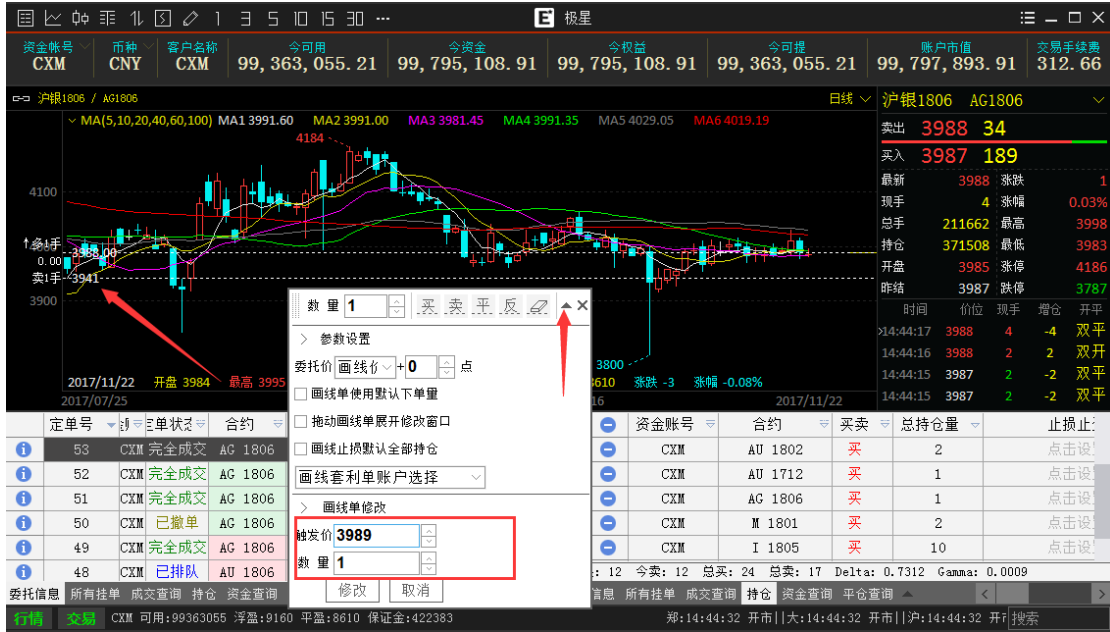 1 3 5 10 15 30 ··· E 极星
资金帐号 币种 客户名称 今可用 今资金 今权益 今可提 账户市值 交易手续费
CXM CNY CXM 99,363,055.21 99,795,108.91 99,795,108.91 99,363,055.21 99,797,893.91 312.66
沪银1806 / AG1806 日线
MA(5,10,20,40,60,100) MA1 3991.60 MA2 3991.00 MA3 3981.45 MA4 3991.35 MA5 4029.05 MA6 4019.19
4184
4100
3988.00
0.00
卖1手 3941
3900
3800
2017/11/22 开盘 3984 最高 3995 3610 涨跌 -3 涨幅 -0.08%
2017/07/25 16 2017/11/22
沪银1806 AG1806
卖出 3988 34
买入 3987 189
最新 3988 涨跌 1
现手 4 涨幅 0.03%
总手 211662 最高 3998
持仓 371508 最低 3983
开盘 3985 涨停 4186
昨结 3987 跌停 3787
时间 价位 现手 增仓 开平
14:44:17 3988 4 -4 双平
14:44:16 3988 2 2 双开
14:44:15 3987 2 -2 双平
14:44:15 3987 2 -2 双平
数量 1 买 卖 平 反
参数设置
委托价 画线价 + 0 点
画线单使用默认下单量
拖动画线单展开修改窗口
画线止损默认全部持仓
画线套利单账户选择
画线单修改
触发价 3989
数量 1
修改 取消
定单号 定单状态 合约
53 CXM 完全成交 AG 1806
52 CXM 完全成交 AG 1806
51 CXM 完全成交 AG 1806
50 CXM 已撤单 AG 1806
49 CXM 完全成交 AG 1806
48 CXM 已排队 AU 1806
委托信息 所有挂单 成交查询 持仓 资金查询
资金账号 合约 买卖 总持仓量 止损止
CXM AU 1802 买 2 点击设
CXM AU 1712 买 1 点击设
CXM AG 1806 买 1 点击设
CXM M 1801 买 2 点击设
CXM I 1805 买 10 点击设
: 12 今卖: 12 总买: 24 总卖: 17 Delta: 0.7312 Gamma: 0.0009
信息 所有挂单 成交查询 持仓 资金查询 平仓查询
行情 交易 CXM 可用:99363055 浮盈:9160 平盈:8610 保证金:422383 郑:14:44:32 开市||大:14:44:32 开市||沪:14:44:32 开市 搜索